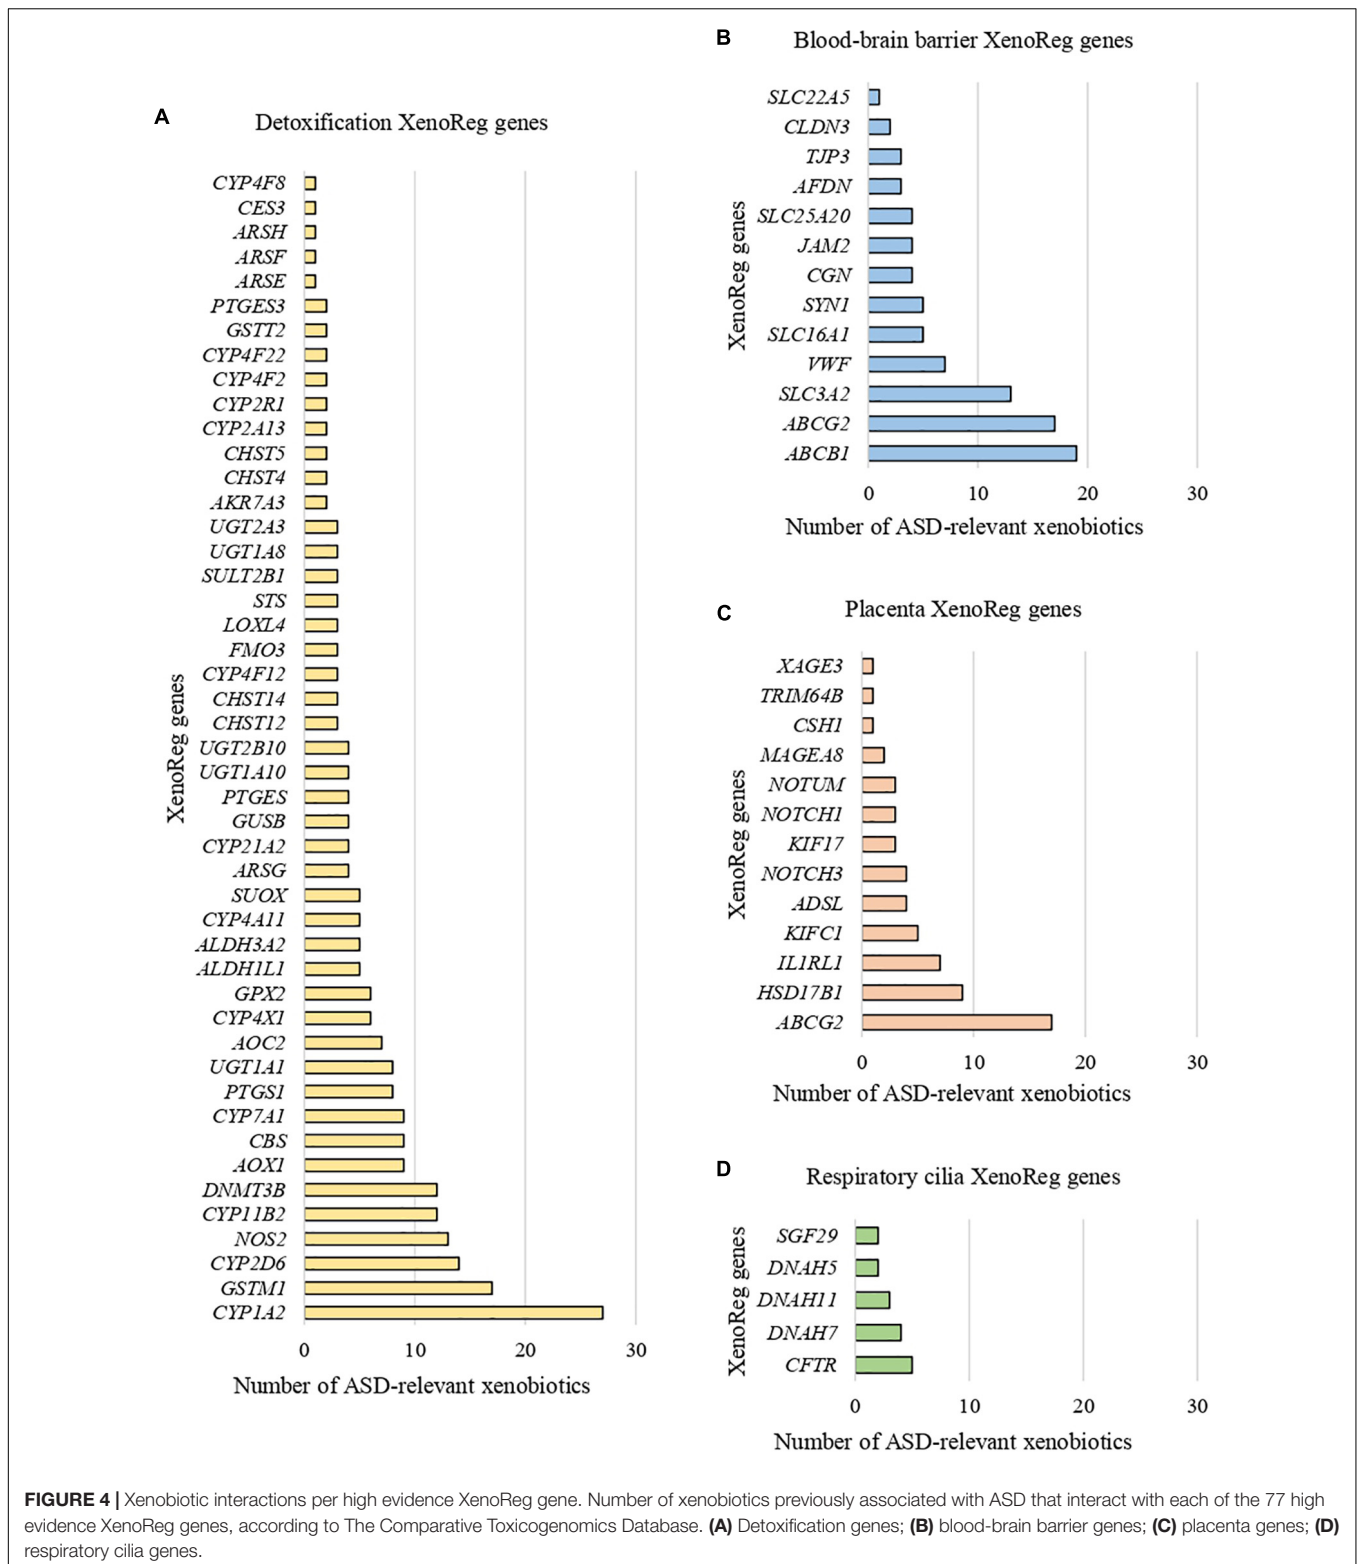 A
Detoxification XenoReg genes
XenoReg genes
CYP4F8
CES3
ARSH
ARSF
ARSE
PTGES3
GSTT2
CYP4F22
CYP4F2
CYP2R1
CYP2A13
CHST5
CHST4
AKR7A3
UGT2A3
UGT1A8
SULT2B1
STS
LOXL4
FMO3
CYP4F12
CHST14
CHST12
UGT2B10
UGT1A10
PTGES
GUSB
CYP21A2
ARSG
SUOX
CYP4A11
ALDH3A2
ALDH1L1
GPX2
CYP4X1
AOC2
UGT1A1
PTGS1
CYP7A1
CBS
AOX1
DNMT3B
CYP11B2
NOS2
CYP2D6
GSTM1
CYP1A2
0 10 20 30
Number of ASD-relevant xenobiotics
B
Blood-brain barrier XenoReg genes
XenoReg genes
SLC22A5
CLDN3
TJP3
AFDN
SLC25A20
JAM2
CGN
SYN1
SLC16A1
VWF
SLC3A2
ABCG2
ABCB1
0 10 20 30
Number of ASD-relevant xenobiotics
C
Placenta XenoReg genes
XenoReg genes
XAGE3
TRIM64B
CSH1
MAGEA8
NOTUM
NOTCH1
KIF17
NOTCH3
ADSL
KIFC1
IL1RL1
HSD17B1
ABCG2
0 10 20 30
Number of ASD-relevant xenobiotics
D
Respiratory cilia XenoReg genes
XenoReg genes
SGF29
DNAH5
DNAH11
DNAH7
CFTR
0 10 20 30
Number of ASD-relevant xenobiotics
FIGURE 4 | Xenobiotic interactions per high evidence XenoReg gene. Number of xenobiotics previously associated with ASD that interact with each of the 77 high
evidence XenoReg genes, according to The Comparative Toxicogenomics Database. (A) Detoxification genes; (B) blood-brain barrier genes; (C) placenta genes; (D)
respiratory cilia genes.